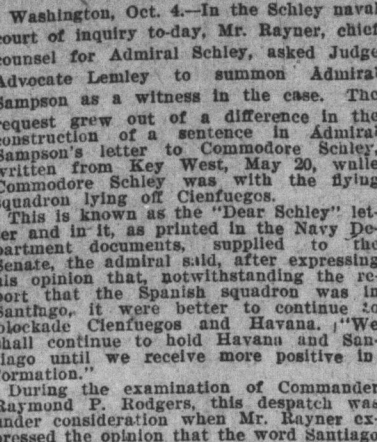 Washington, Oct. 4.—In the Schley naval
court of inquiry to-day, Mr. Rayner, chief
counsel for Admiral Schley, asked Judge
Advocate Lemley to summon Admiral
Sampson as a witness in the case. The
request grew out of a difference in the
construction of a sentence in Admiral
Sampson's letter to Commodore Schley,
written from Key West, May 20, while
Commodore Schley was with the flying
squadron lying off Cienfuegos.
This is known as the "Dear Schley" let-
ter and in it, as printed in the Navy De-
partment documents, supplied to the
Senate, the admiral said, after expressing
his opinion that, notwithstanding the re-
port that the Spanish squadron was in
Santiago, it were better to continue to
blockade Cienfuegos and Havana. "We
shall continue to hold Havana and San-
tiago until we receive more positive in-
formation."
During the examination of Commander
Raymond P. Rodgers, this despatch was
under consideration when Mr. Rayner ex-
pressed the opinion that the word Santiago